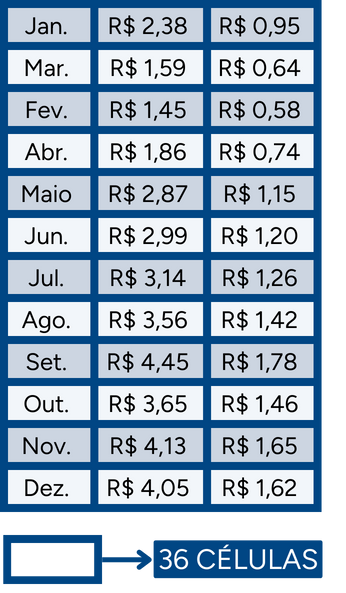 Jan. R$ 2,38 R$ 0,95
Mar. R$ 1,59 R$ 0,64
Fev. R$ 1,45 R$ 0,58
Abr. R$ 1,86 R$ 0,74
Maio R$ 2,87 R$ 1,15
Jun. R$ 2,99 R$ 1,20
Jul. R$ 3,14 R$ 1,26
Ago. R$ 3,56 R$ 1,42
Set. R$ 4,45 R$ 1,78
Out. R$ 3,65 R$ 1,46
Nov. R$ 4,13 R$ 1,65
Dez. R$ 4,05 R$ 1,62
36 CÉLULAS